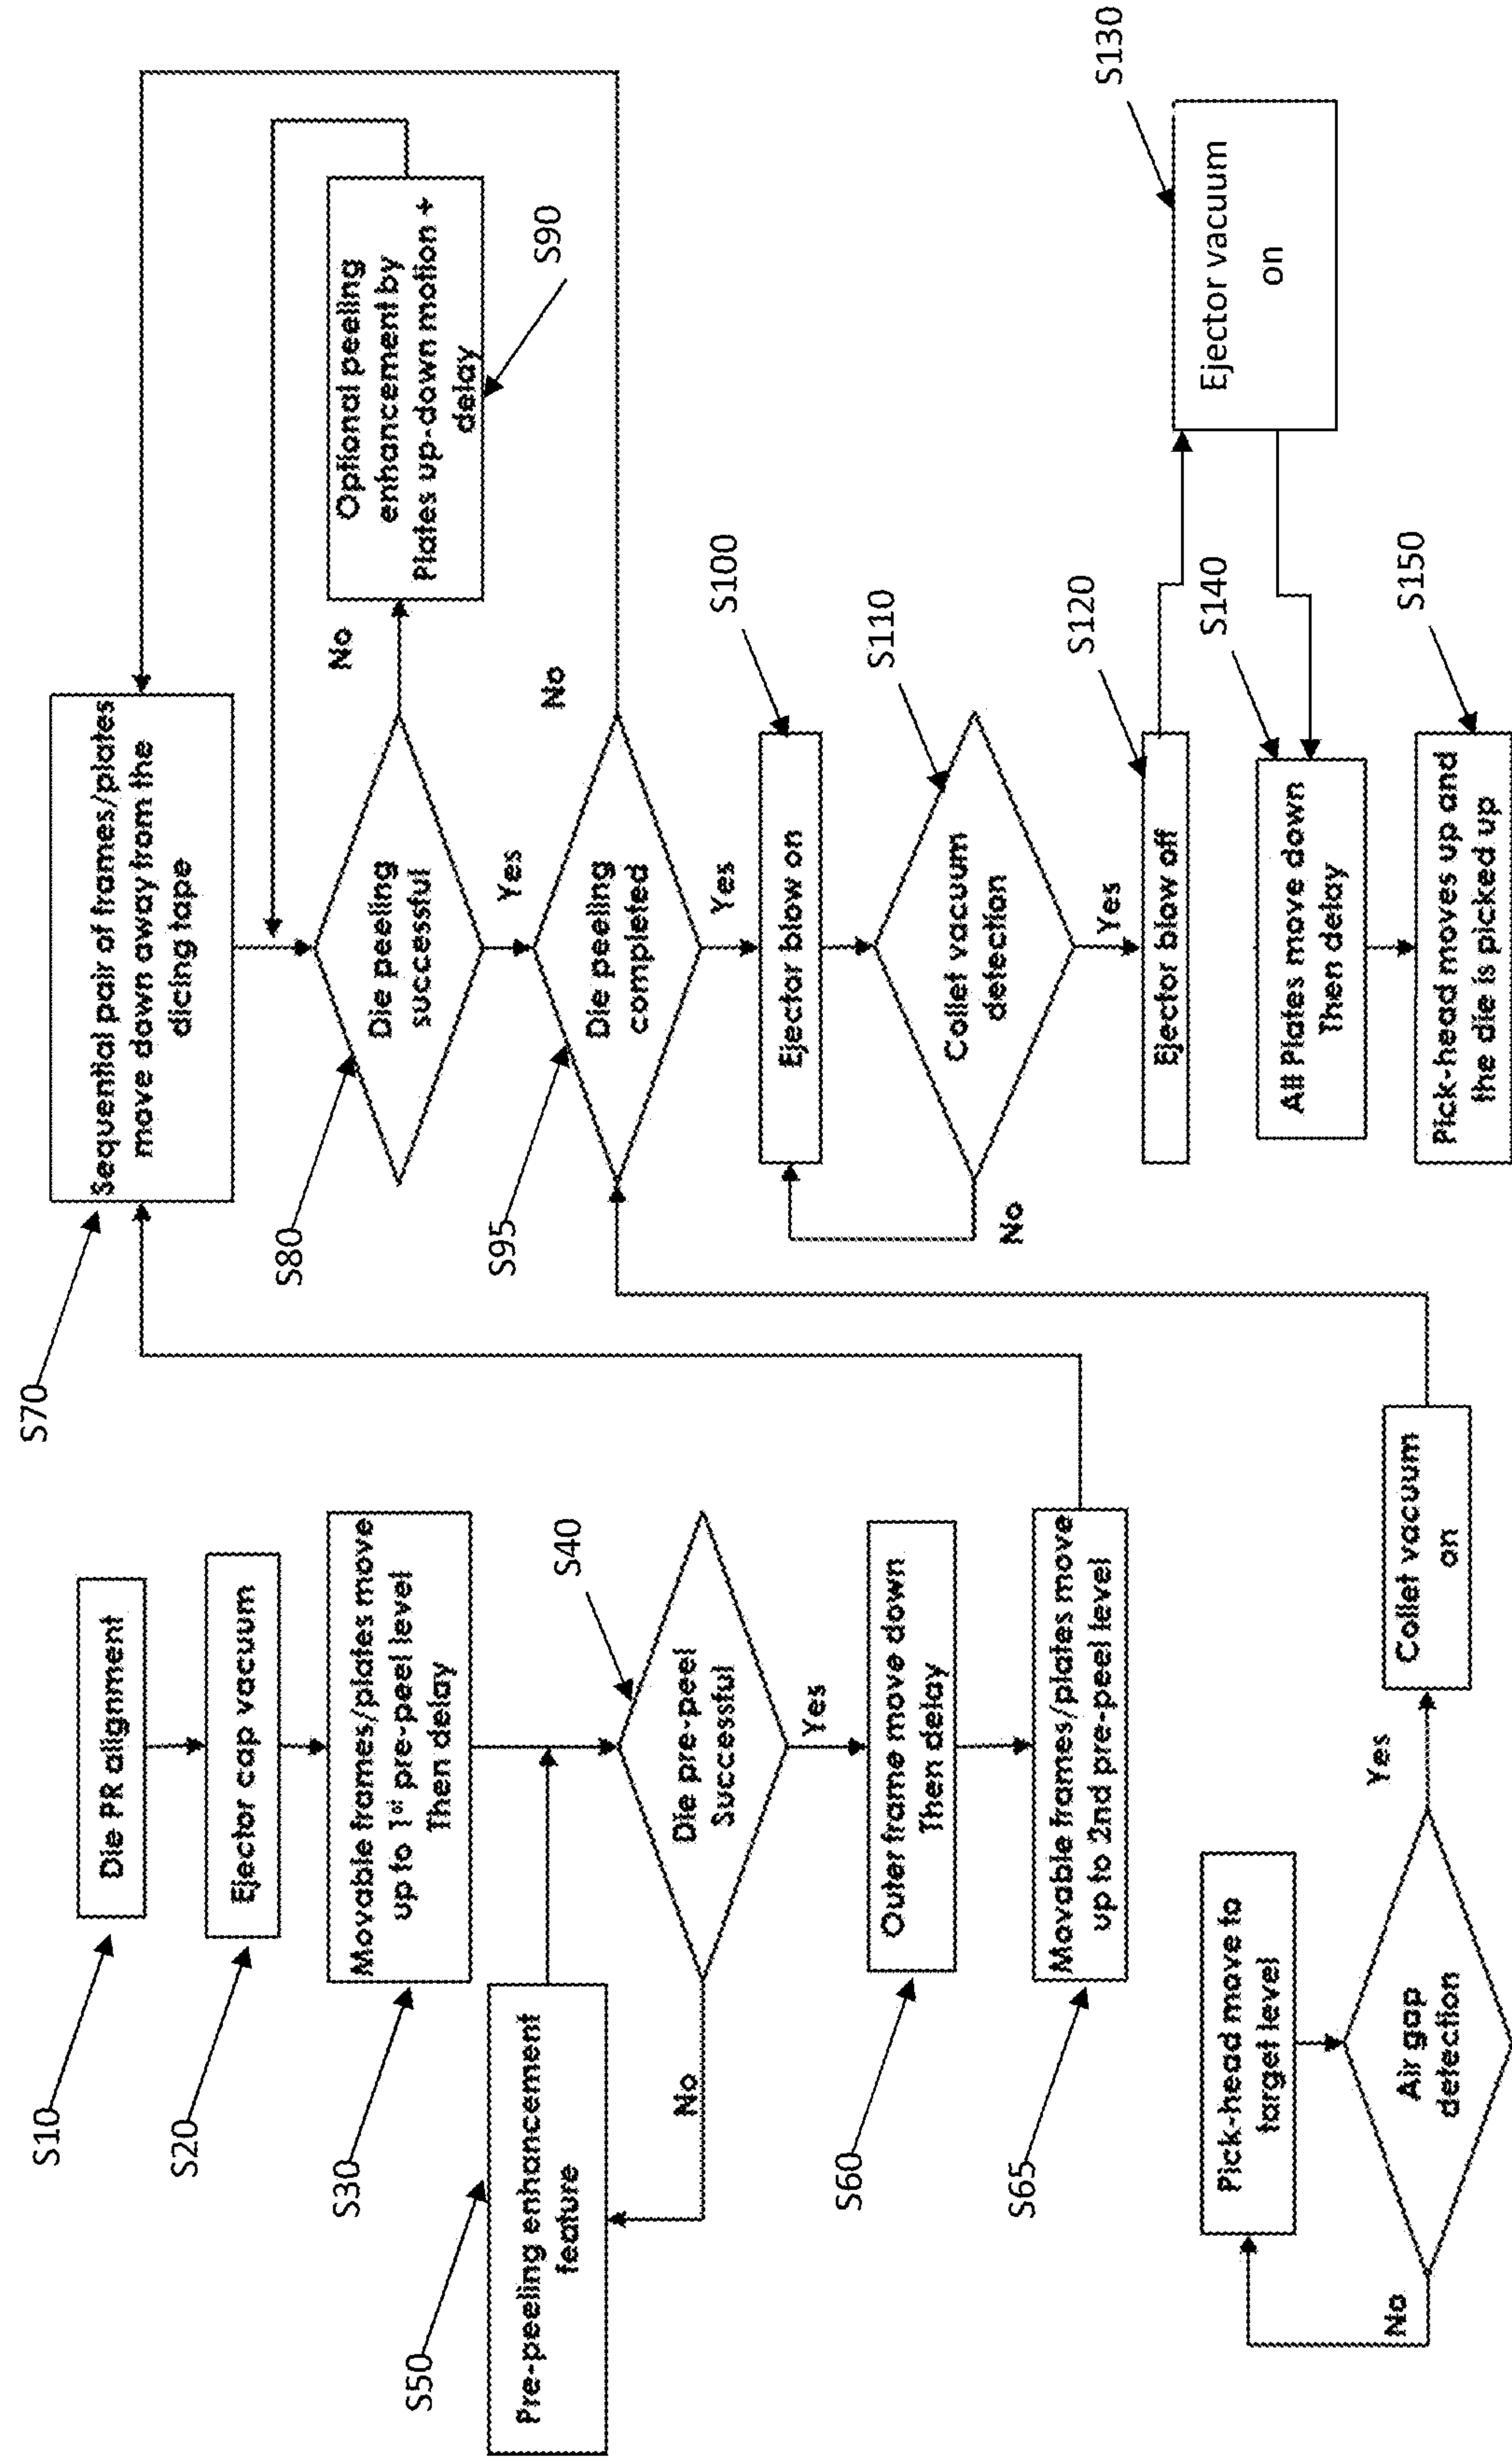 S10
Die PR alignment
S20
Ejector cap vacuum
S30
Movable frames/plates move
up to 1st pre-peel level
Then delay
S50
Pre-peeling enhancement
feature
S40
Die pre-peel
Successful
No
Yes
S60
Outer frame move down
Then delay
S65
Movable frames/plates move
up to 2nd pre-peel level
Pick-head move to
target level
Air gap
detection
No
Yes
Collet vacuum
on
S70
Sequential pair of frames/plates
move down away from the
dicing tape
S80
Die peeling
successful
No
Yes
Optional peeling
enhancement by
Plates up-down motion +
delay
S90
S95
Die peeling
completed
No
Yes
S100
Ejector blow on
S110
Collet vacuum
detection
No
Yes
S120
Ejector blow off
S130
Ejector vacuum
on
S140
All Plates move down
Then delay
S150
Pick-head moves up and
the die is picked up